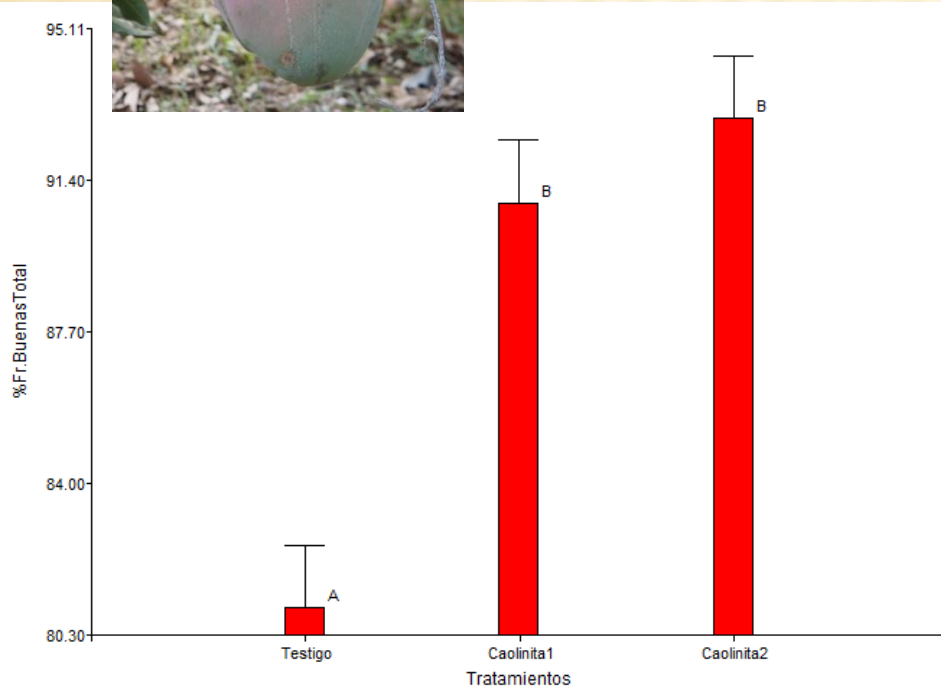 95.11
91.40
87.70
84.00
80.30
%Fr.BuenasTotal
A
B
B
Testigo
Caolinita1
Caolinita2
Tratamientos